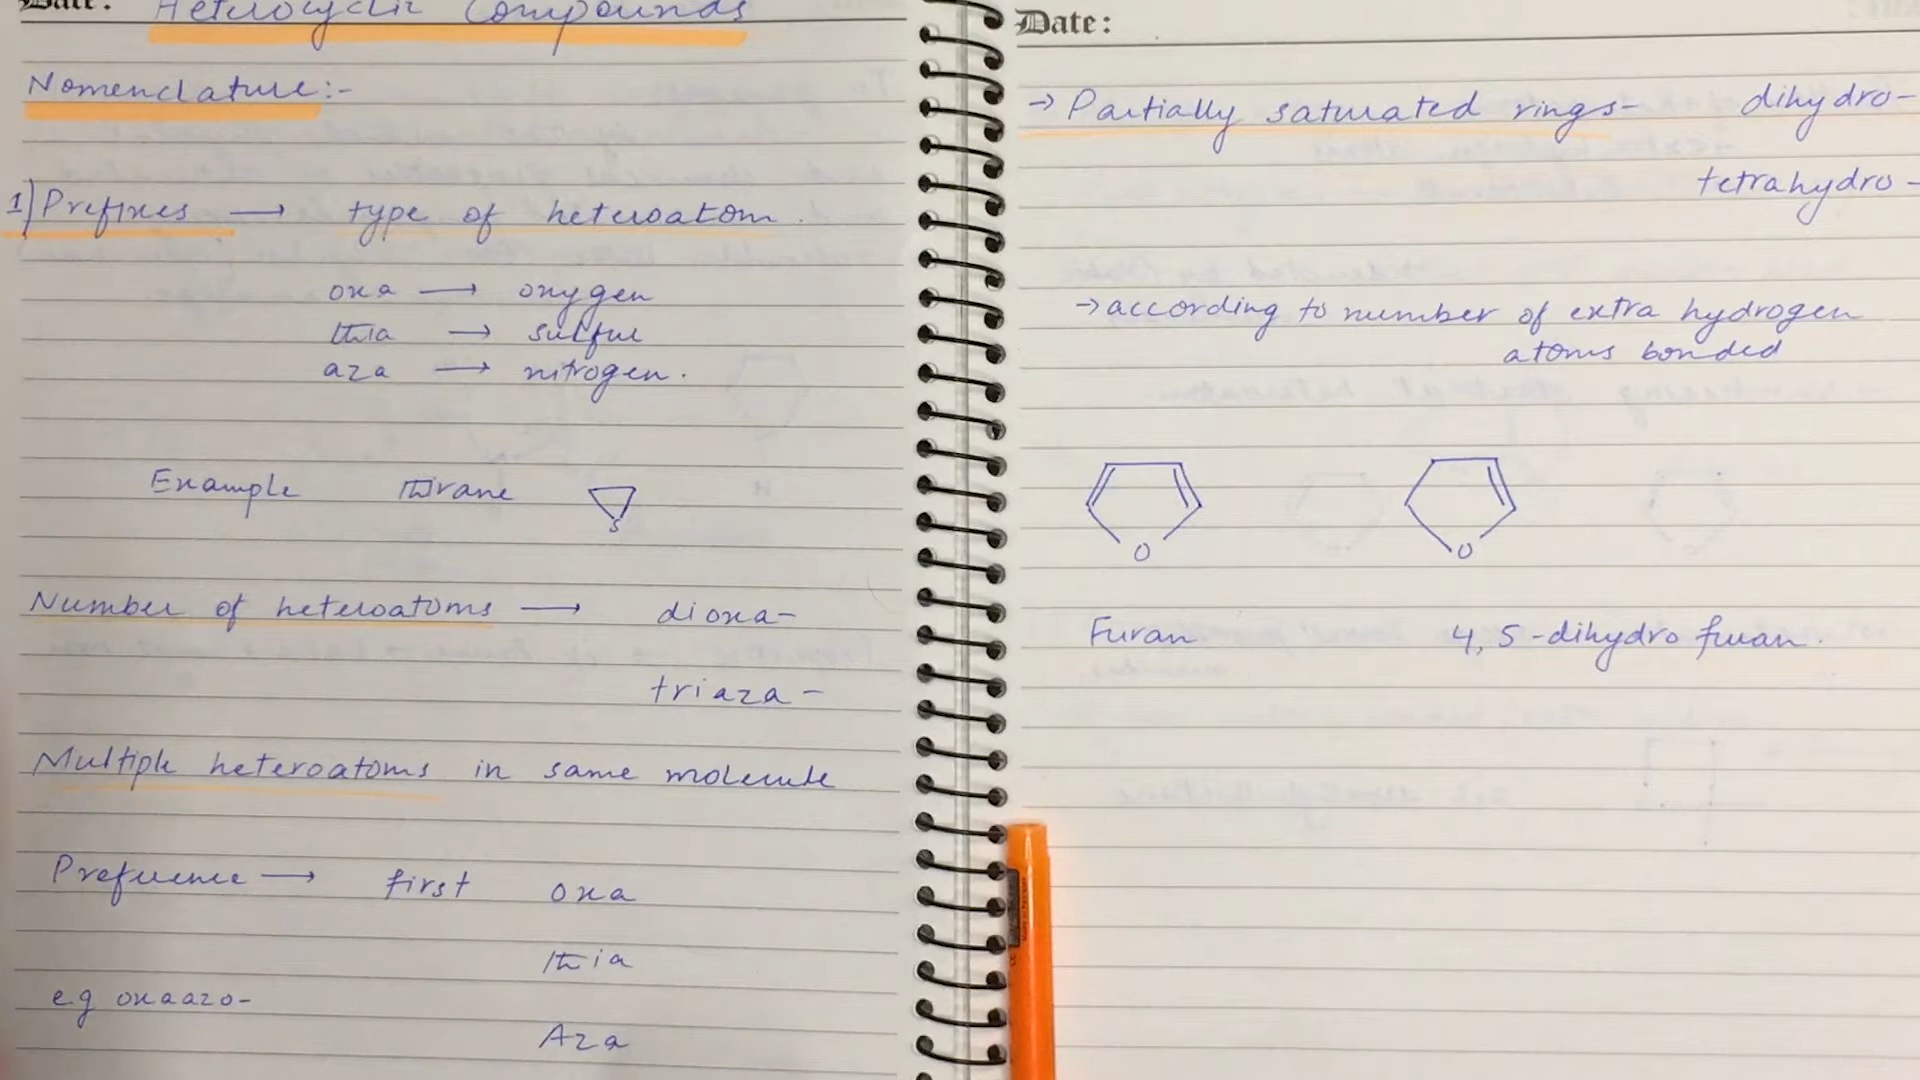 Date: Heterocyclic Compounds
Nomenclature:-
1) Prefixes → type of heteroatom.
oxa → oxygen
thia → sulfur
aza → nitrogen.
Example thirane
S
Number of heteroatoms → dioxa-
triaza-
Multiple heteroatoms in same molecule
Preference → first oxa
thia
e.g oxaazo-
Aza
Date:
→ Partially saturated rings- dihydro-
tetrahydro-
→ according to number of extra hydrogen
atoms bonded
O O
Furan 4,5-dihydro furan.